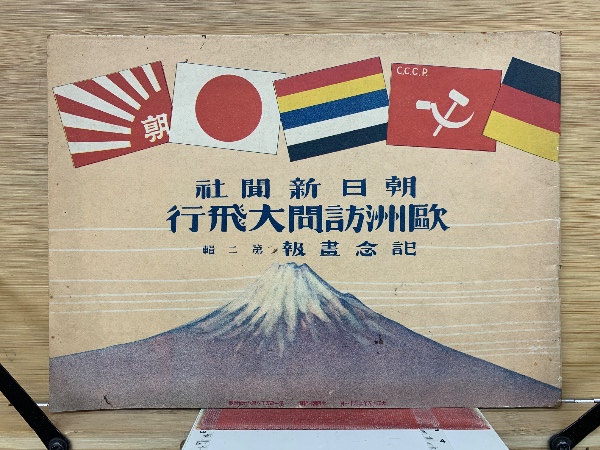 朝
C.C.C.P.
朝日新聞社
歐洲訪問大飛行
記念畫報 第二輯